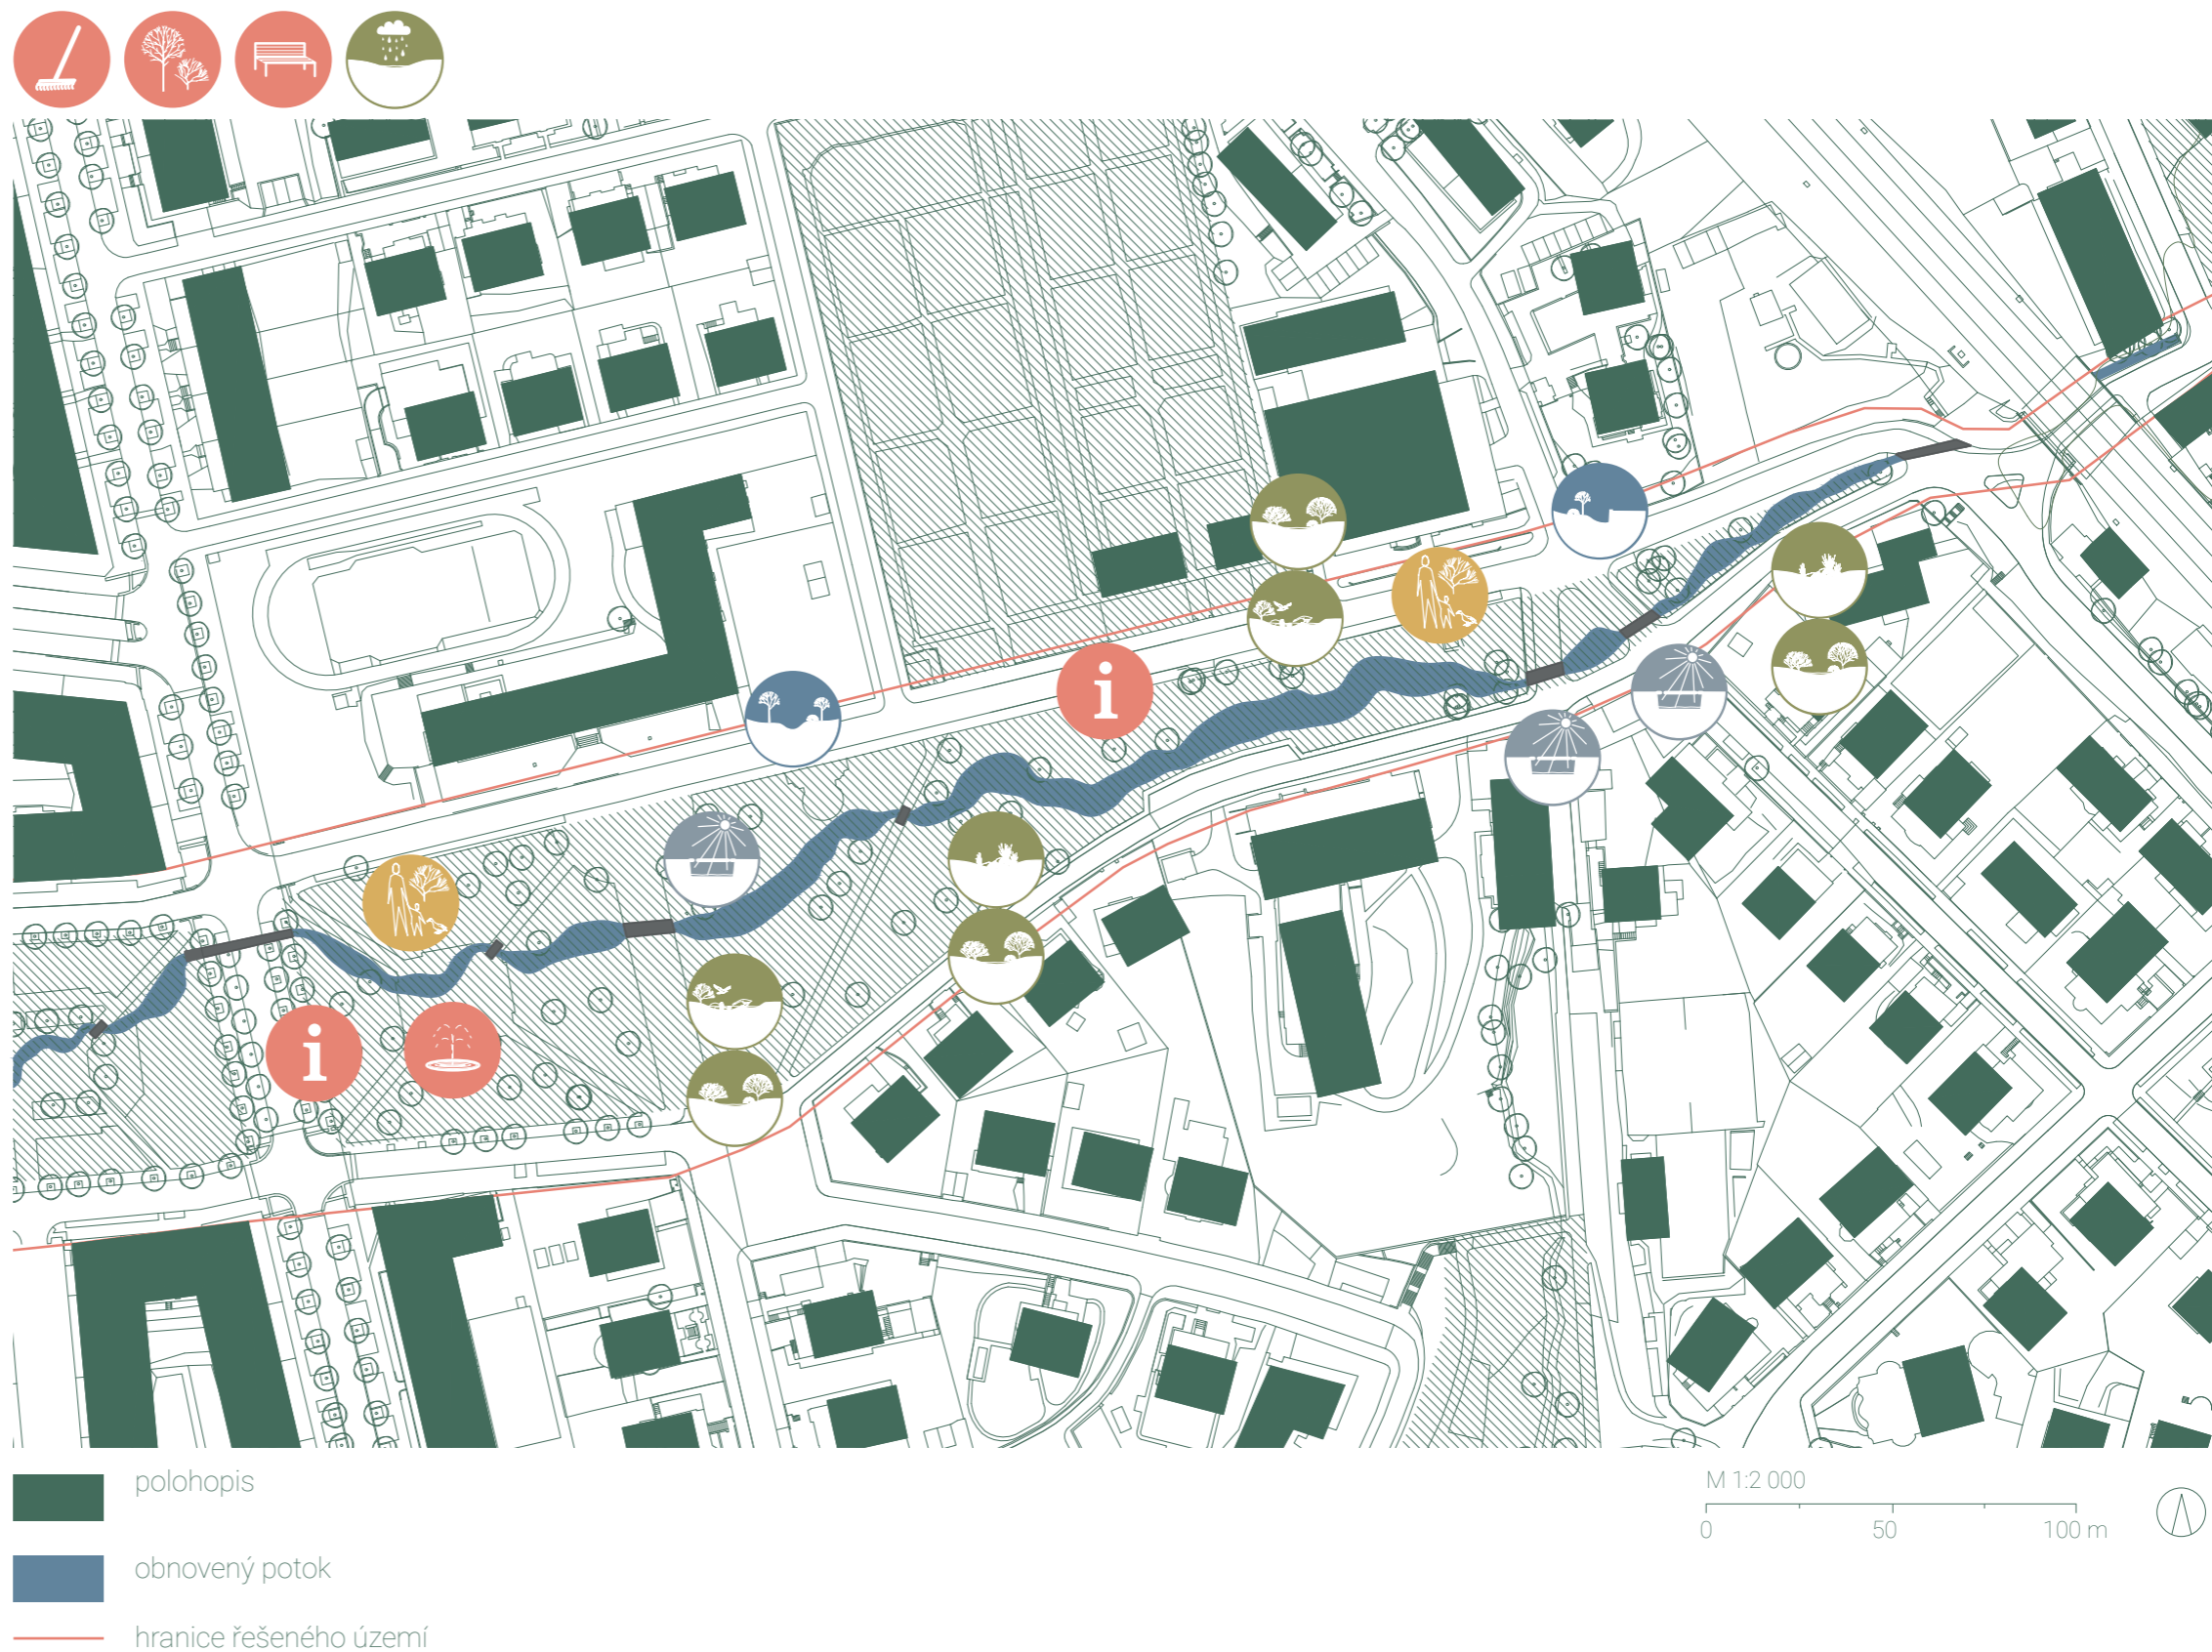 i
i
polohopis
obnovený potok
hranice řešeného území
M 1:2 000
0 50 100 m